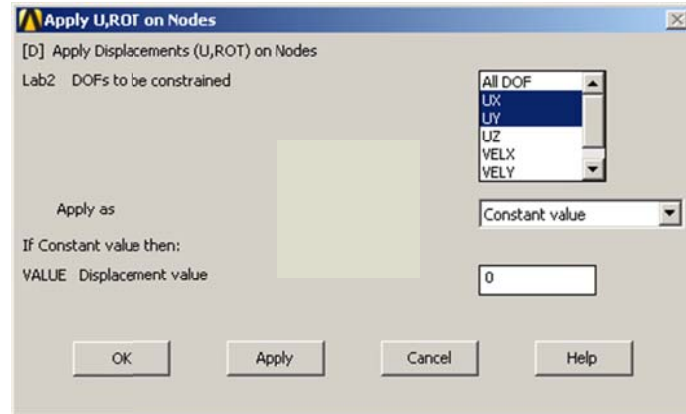 Apply U,ROT on Nodes
[D] Apply Displacements (U,ROT) on Nodes
Lab2 DOFs to be constrained
All DOF
UX
UY
UZ
VELX
VELY
Apply as
Constant value
If Constant value then:
VALUE Displacement value
0
OK Apply Cancel Help